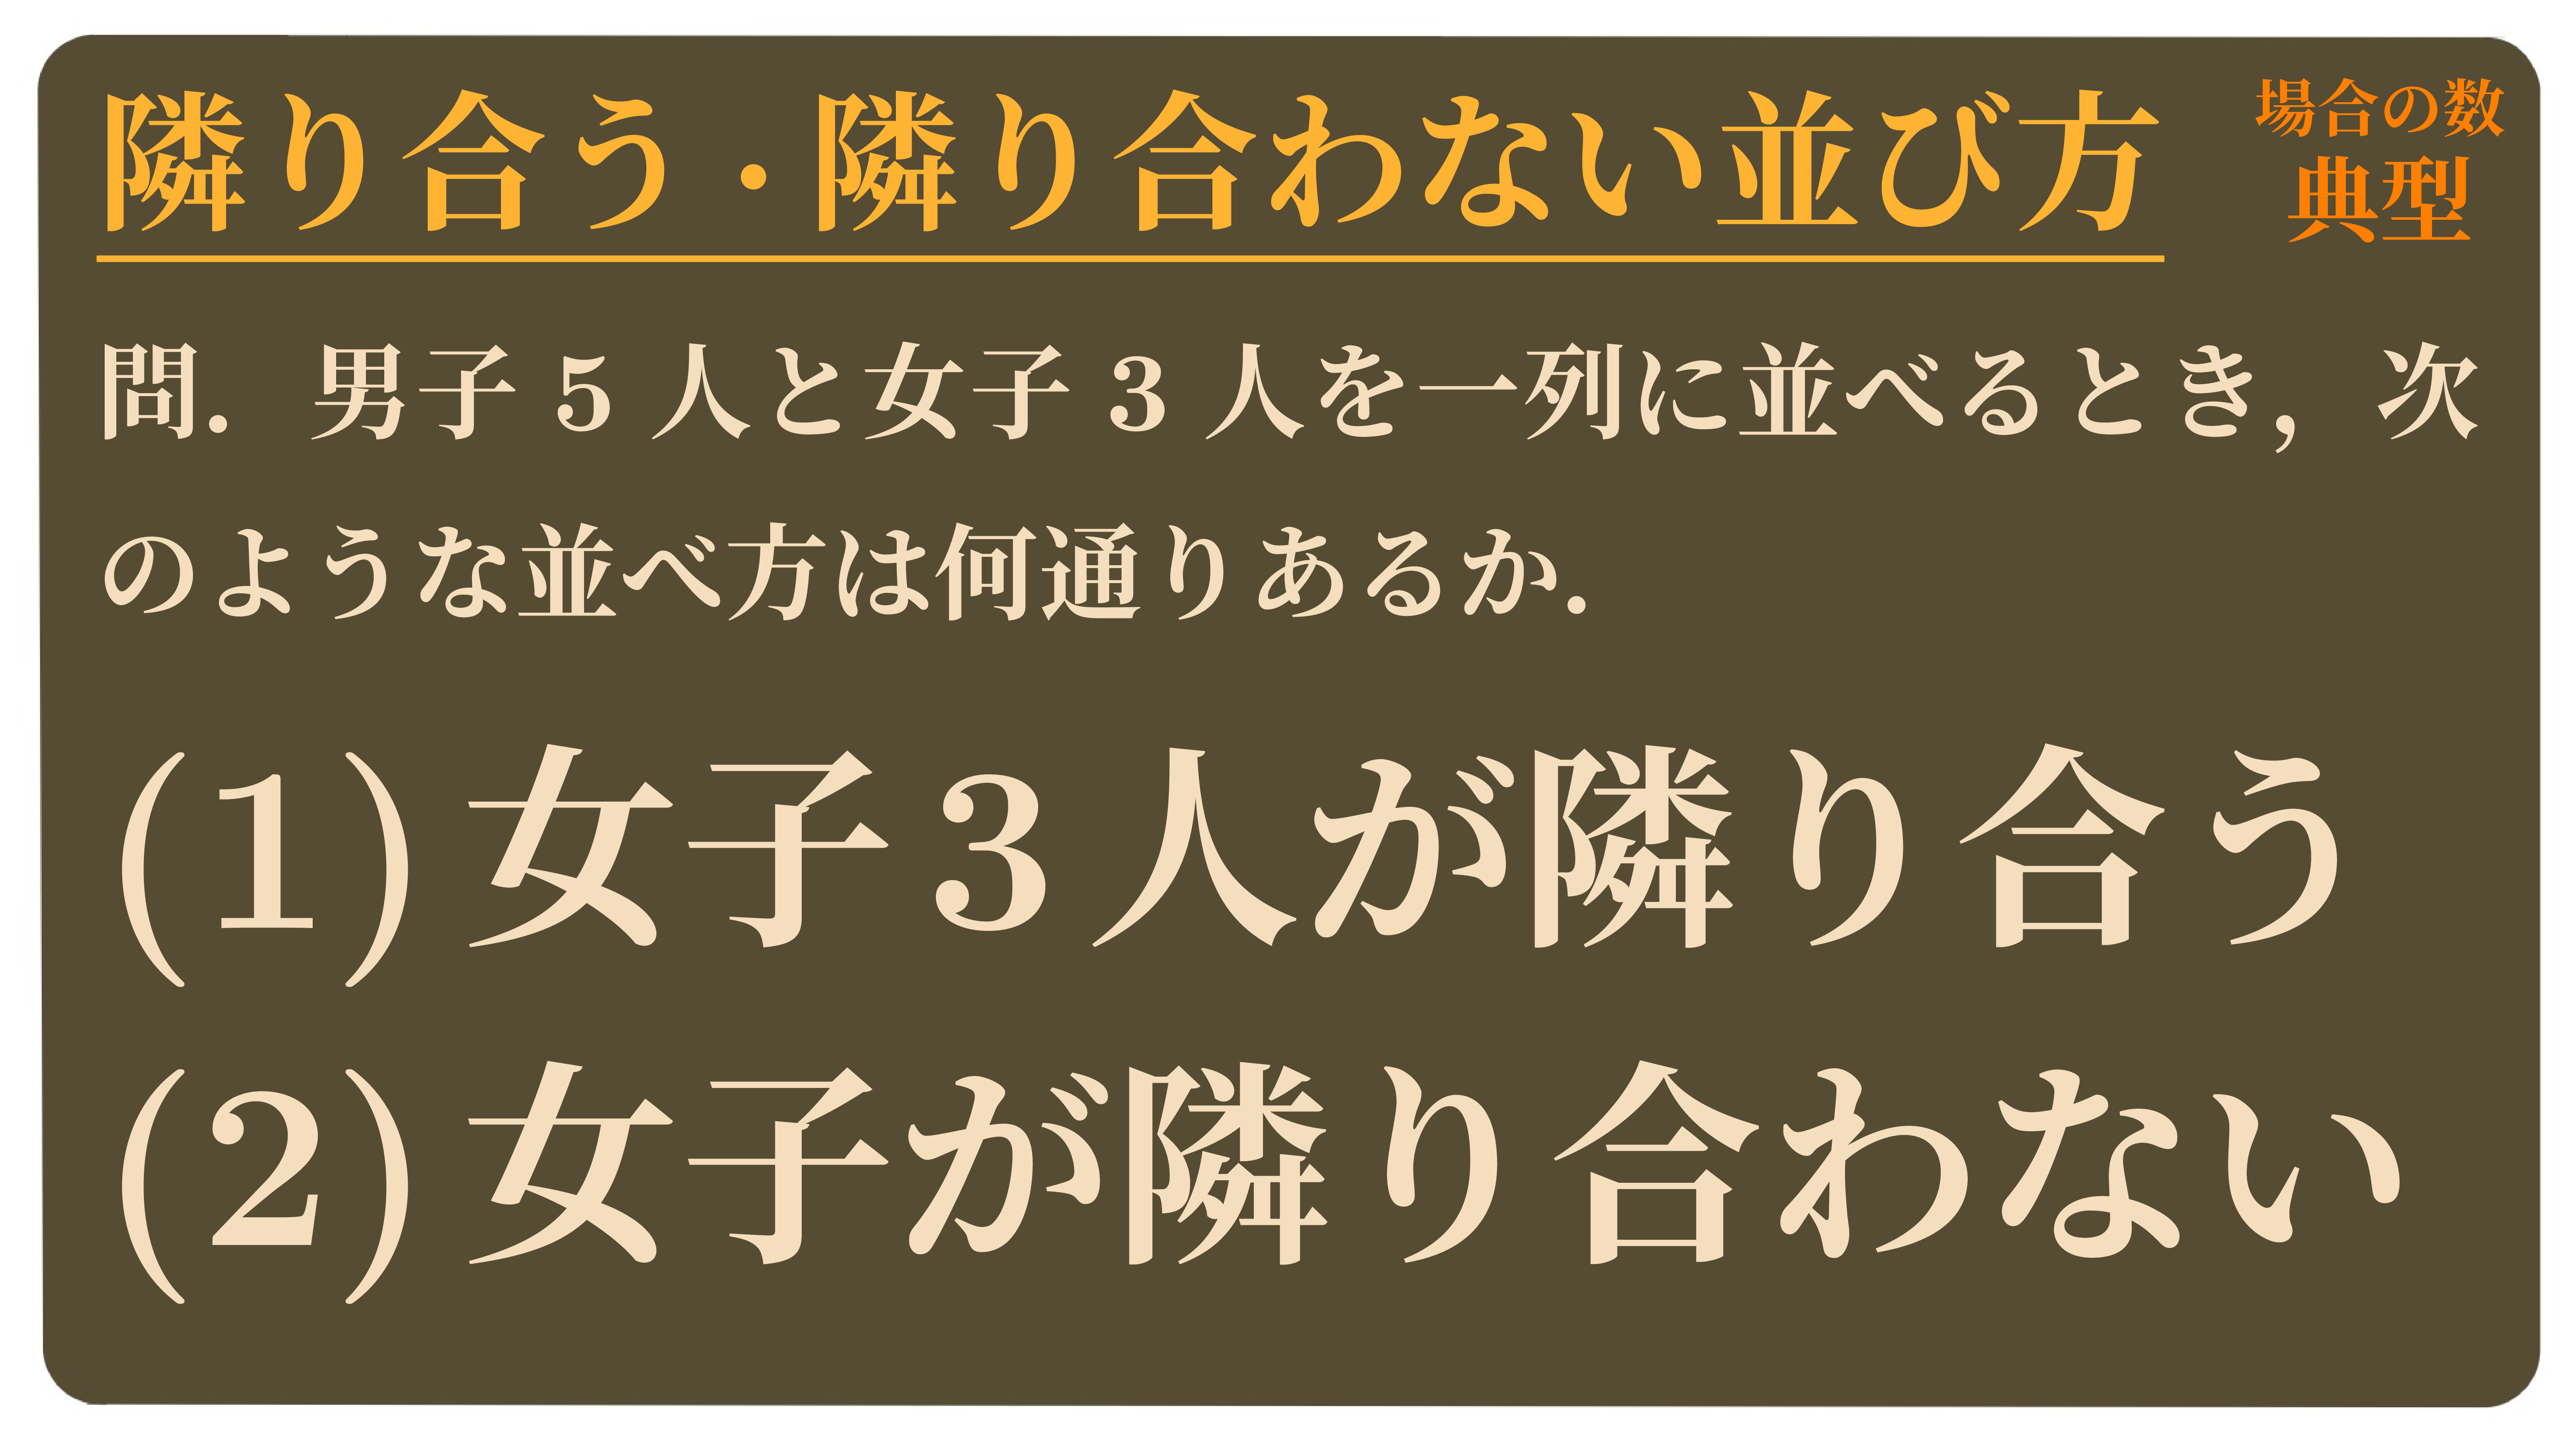 隣り合う・隣り合わない並び方
場合の数
典型
問．男子 5 人と女子 3 人を一列に並べるとき，次
のような並べ方は何通りあるか．
(1) 女子 3 人が隣り合う
(2) 女子が隣り合わない